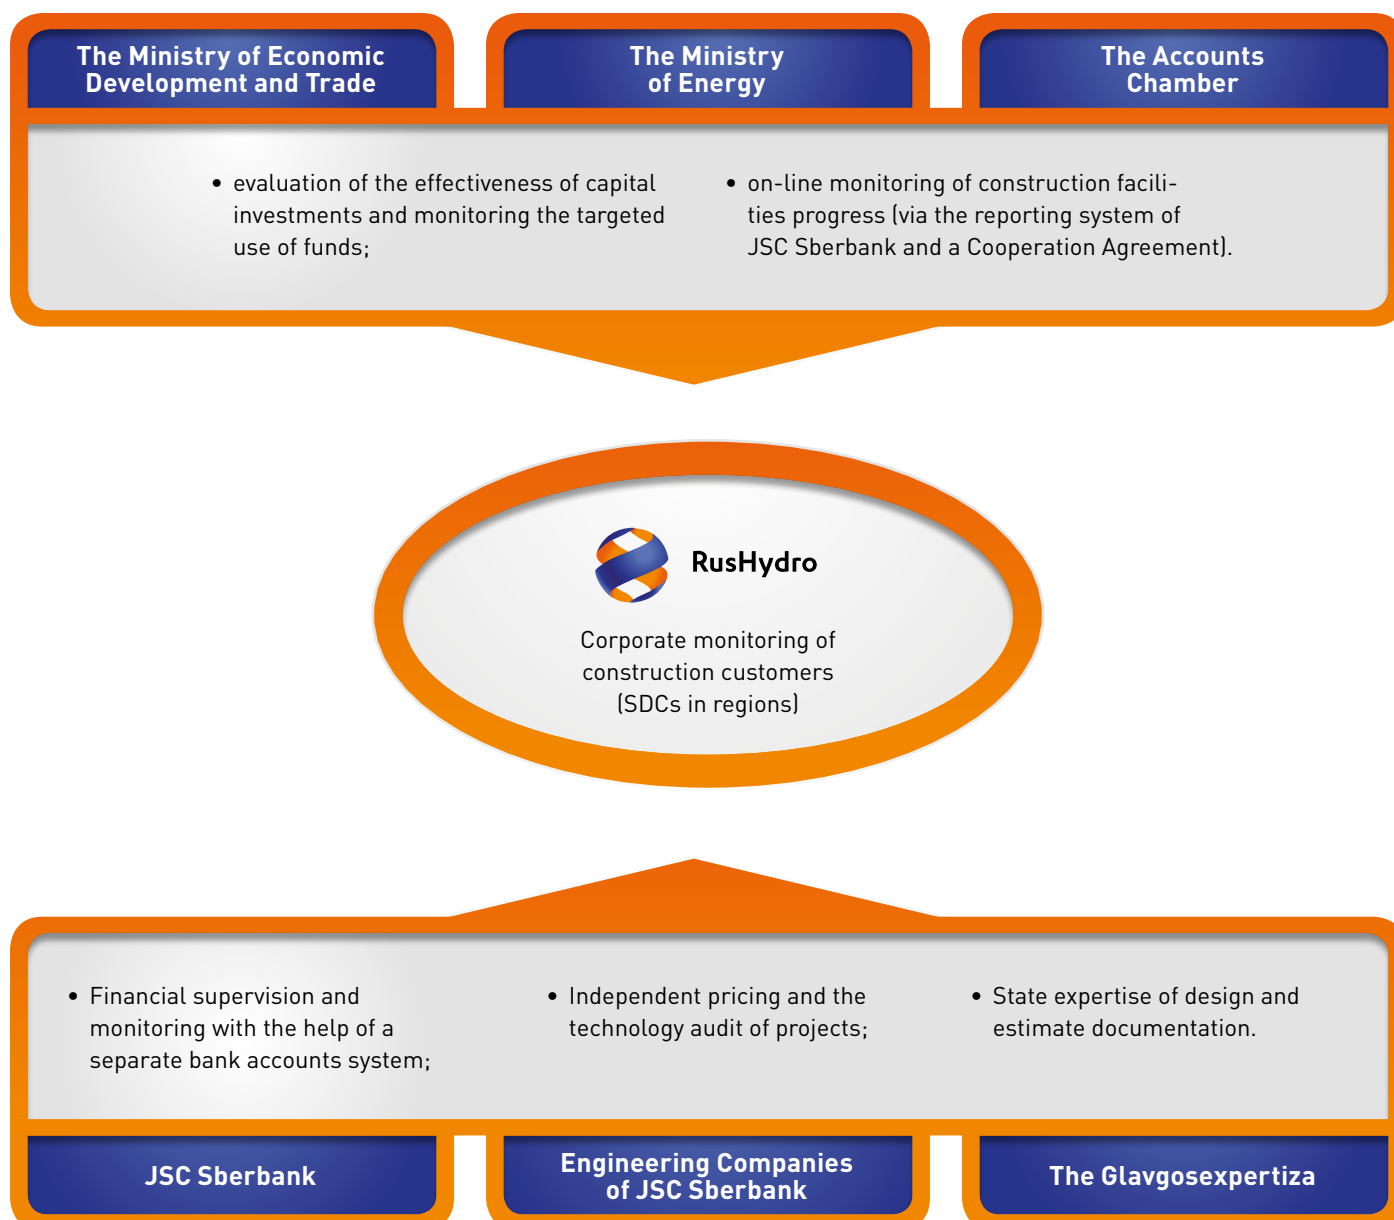 The Ministry of Economic
Development and Trade
The Ministry
of Energy
The Accounts
Chamber
• evaluation of the effectiveness of capital
investments and monitoring the targeted
use of funds;
• on-line monitoring of construction facili-
ties progress (via the reporting system of
JSC Sberbank and a Cooperation Agreement).
RusHydro
Corporate monitoring of
construction customers
(SDCs in regions)
• Financial supervision and
monitoring with the help of a
separate bank accounts system;
• Independent pricing and the
technology audit of projects;
• State expertise of design and
estimate documentation.
JSC Sberbank
Engineering Companies
of JSC Sberbank
The Glavgosexpertiza